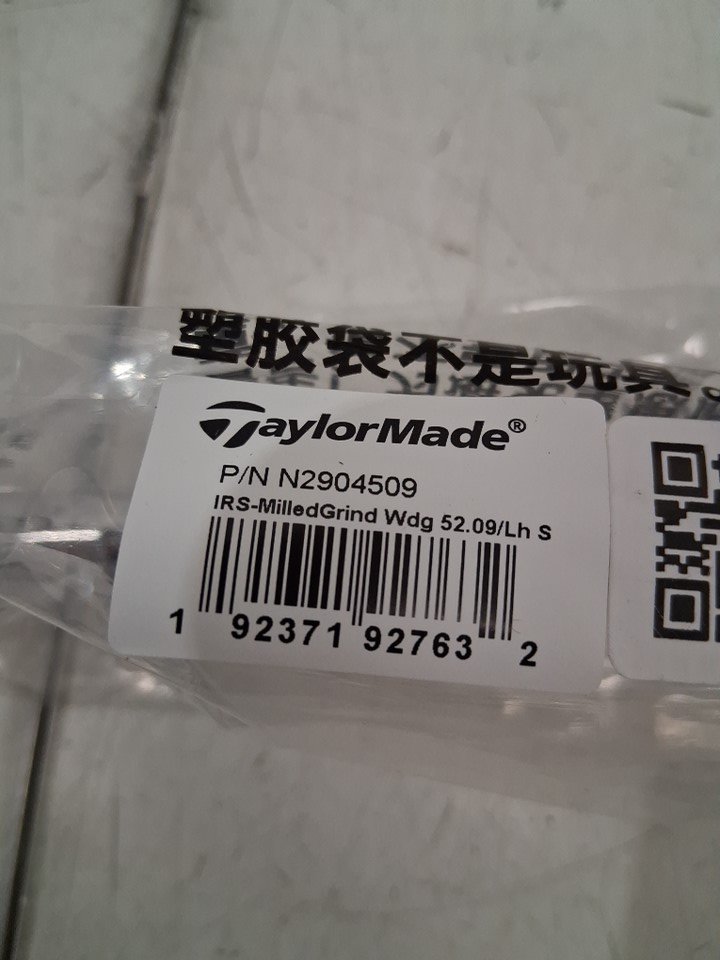 塑胶袋不是玩具。
TaylorMade®
P/N N2904509
IRS-MilledGrind Wdg 52.09/Lh S
1 92371 92763 2